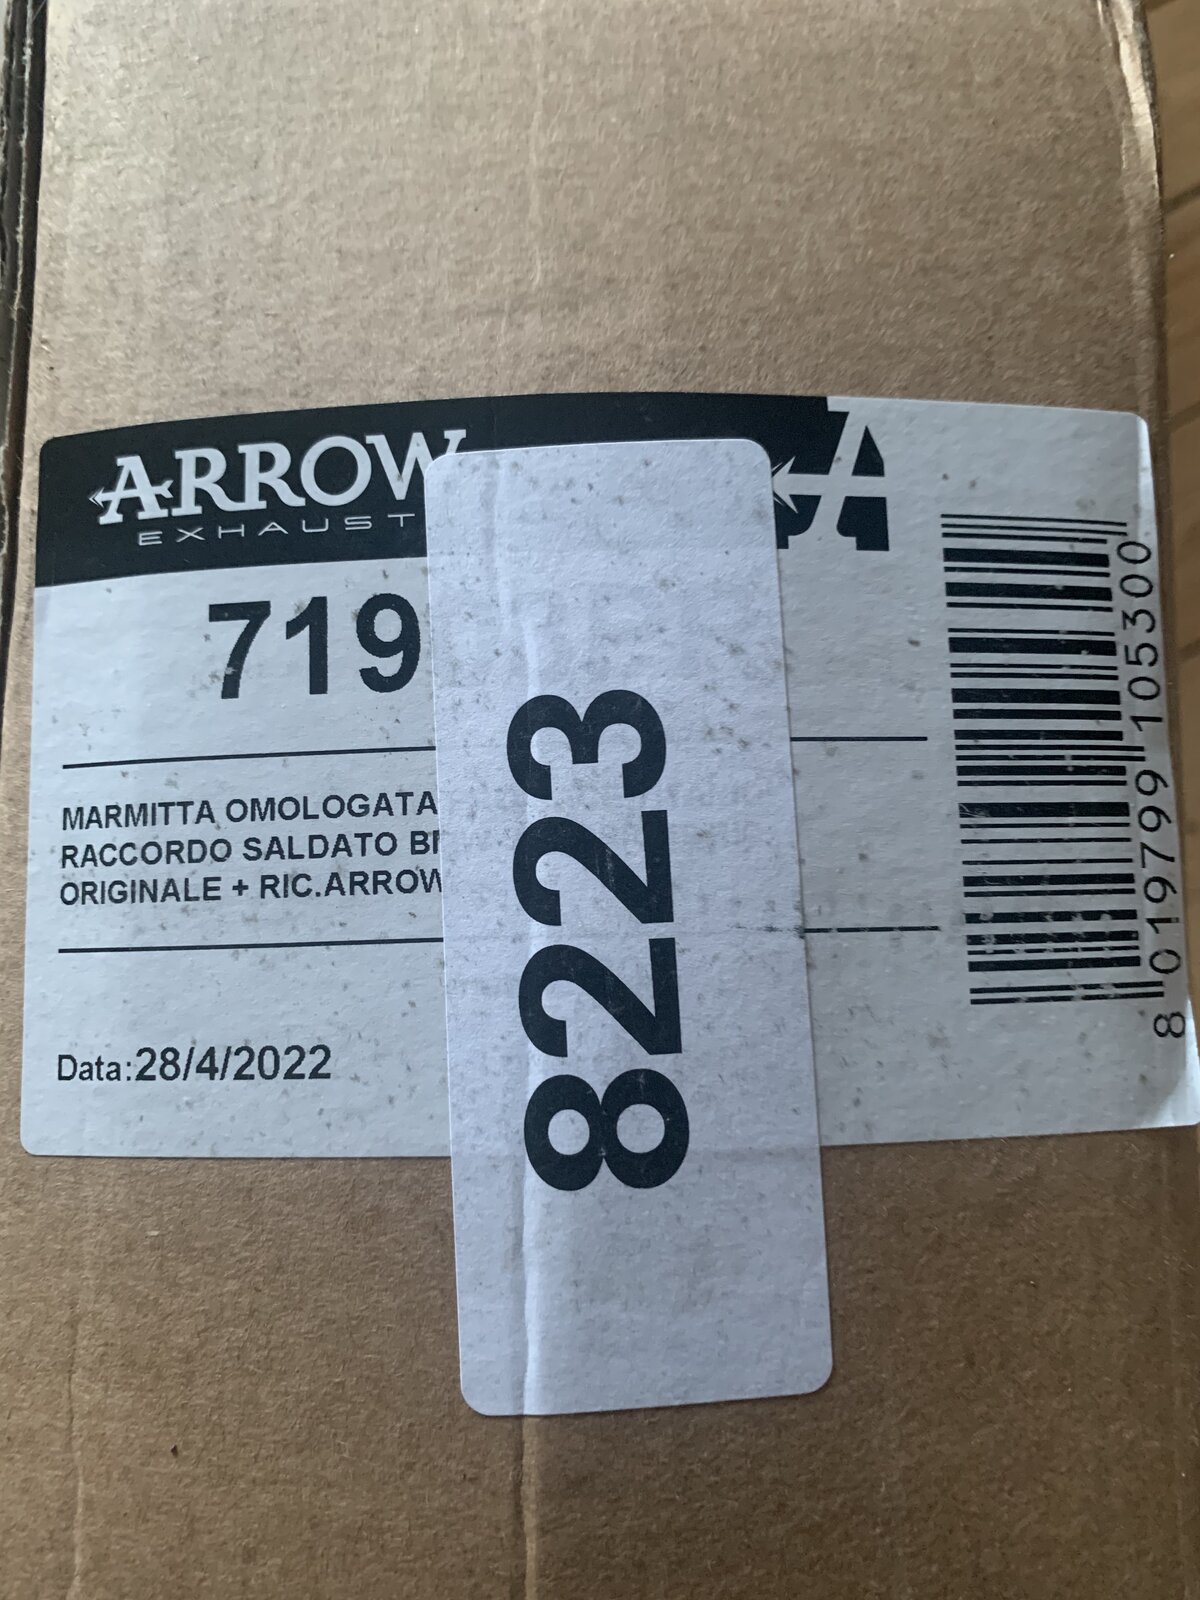 ARROW
EXHAUST
A
719
MARMITTA OMOLOGATA
RACCORDO SALDATO
ORIGINALE + RIC.ARROW
Data:28/4/2022
8223
8 019799 105300